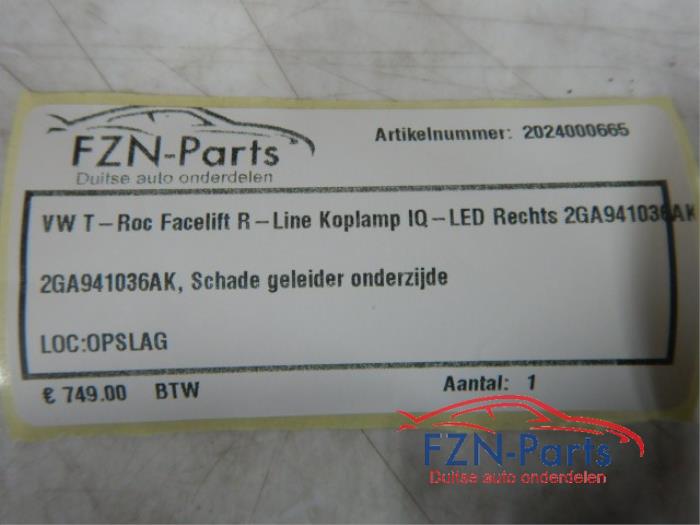 FZN-Parts
Duitse auto onderdelen
Artikelnummer: 2024000665
VW T-Roc Facelift R-Line Koplamp IQ-LED Rechts 2GA941036AK
2GA941036AK, Schade geleider onderzijde
LOC:OPSLAG
€ 749.00 BTW
Aantal: 1
FZN-Parts
Duitse auto onderdelen